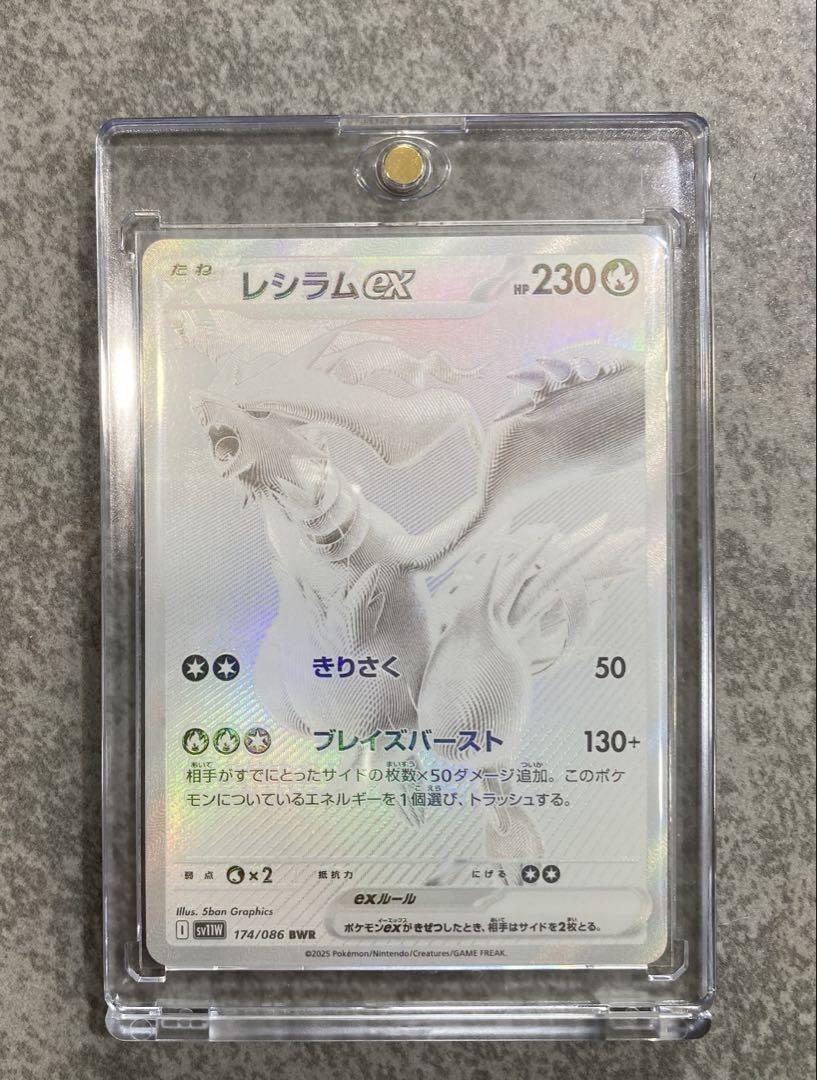 たね レシラムex HP 230
きりさく 50
ブレイズバースト 130+
相手がすでにとったサイドの枚数×50ダメージ追加。このポケ
モンについているエネルギーを1個選び、トラッシュする。
弱点 ×2 抵抗力 にげる
exルール
Illus. 5ban Graphics
ポケモンexがきぜつしたとき、相手はサイドを2枚とる。
I sv11W 174/086 BWR
©2025 Pokémon/Nintendo/Creatures/GAME FREAK.